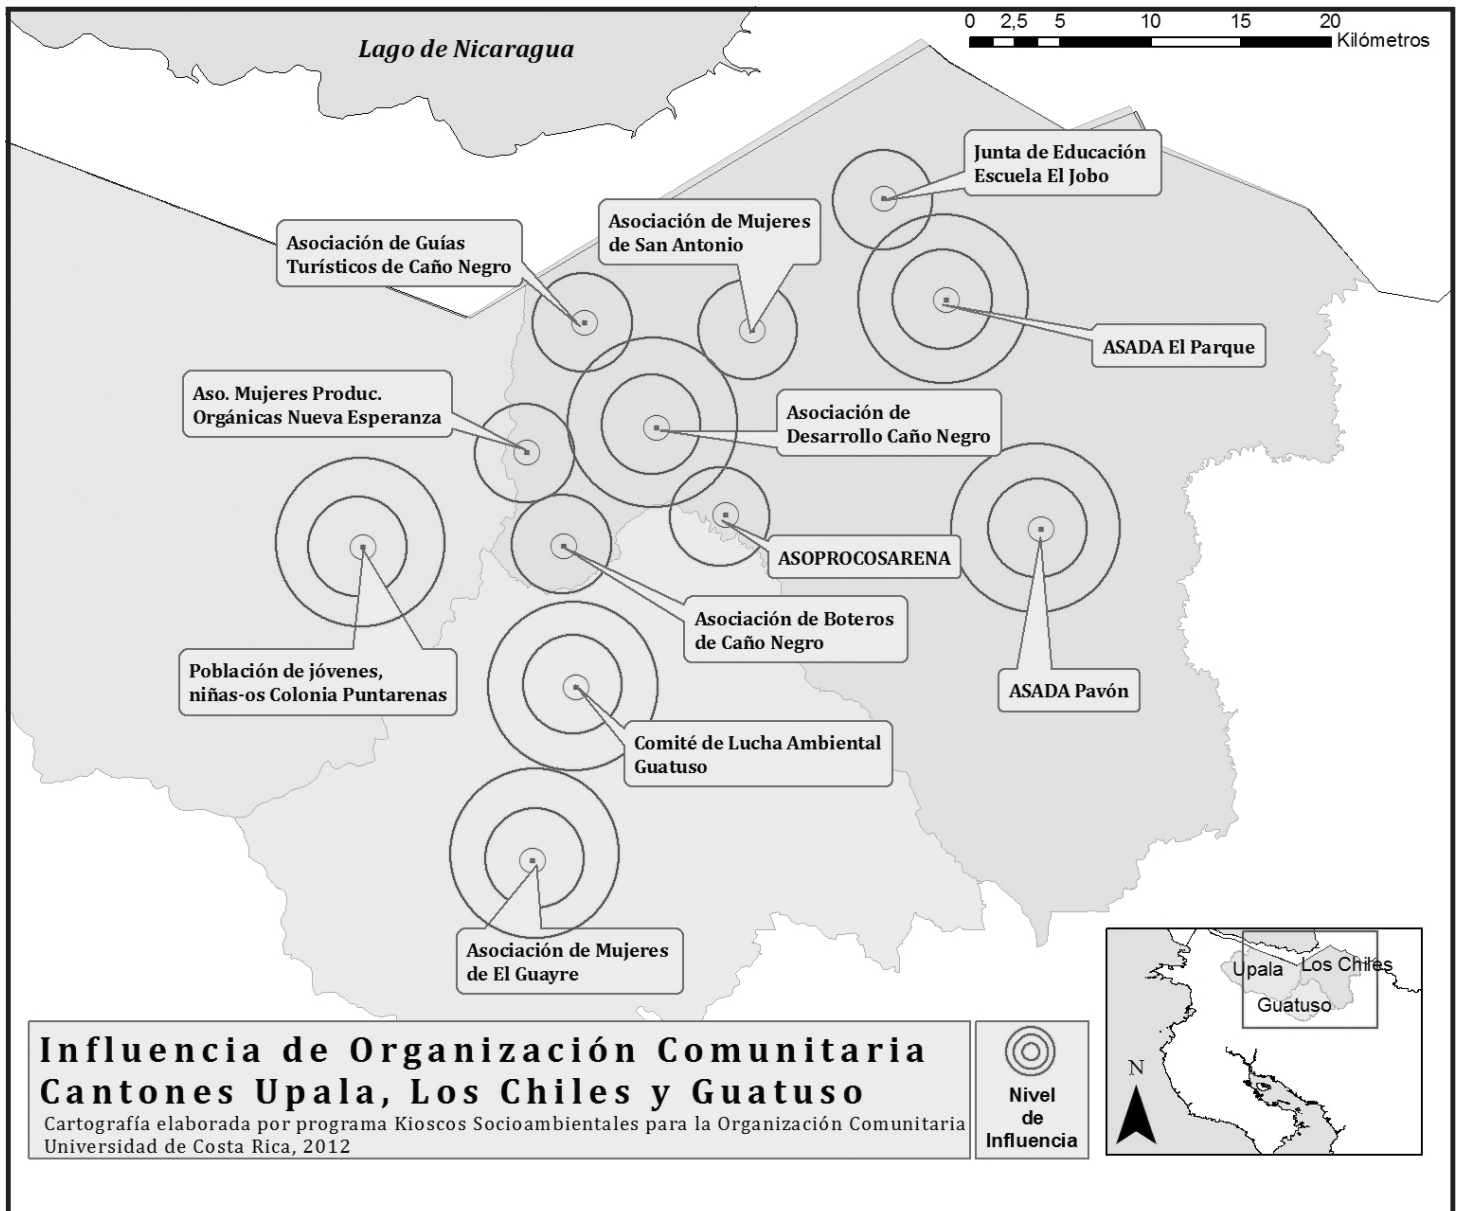 Lago de Nicaragua
0 2,5 5 10 15 20
Kilómetros
Junta de Educación
Escuela El Jobo
Asociación de Mujeres
de San Antonio
Asociación de Guías
Turísticos de Caño Negro
ASADA El Parque
Aso. Mujeres Produc.
Orgánicas Nueva Esperanza
Asociación de
Desarrollo Caño Negro
ASOPROCOSARENA
Asociación de Boteros
de Caño Negro
Población de jóvenes,
niñas-os Colonia Puntarenas
ASADA Pavón
Comité de Lucha Ambiental
Guatuso
Asociación de Mujeres
de El Guayre
Upala
Los Chiles
Guatuso
N
Influencia de Organización Comunitaria
Cantones Upala, Los Chiles y Guatuso
Cartografía elaborada por programa Kioscos Socioambientales para la Organización Comunitaria
Universidad de Costa Rica, 2012
Nivel
de
Influencia